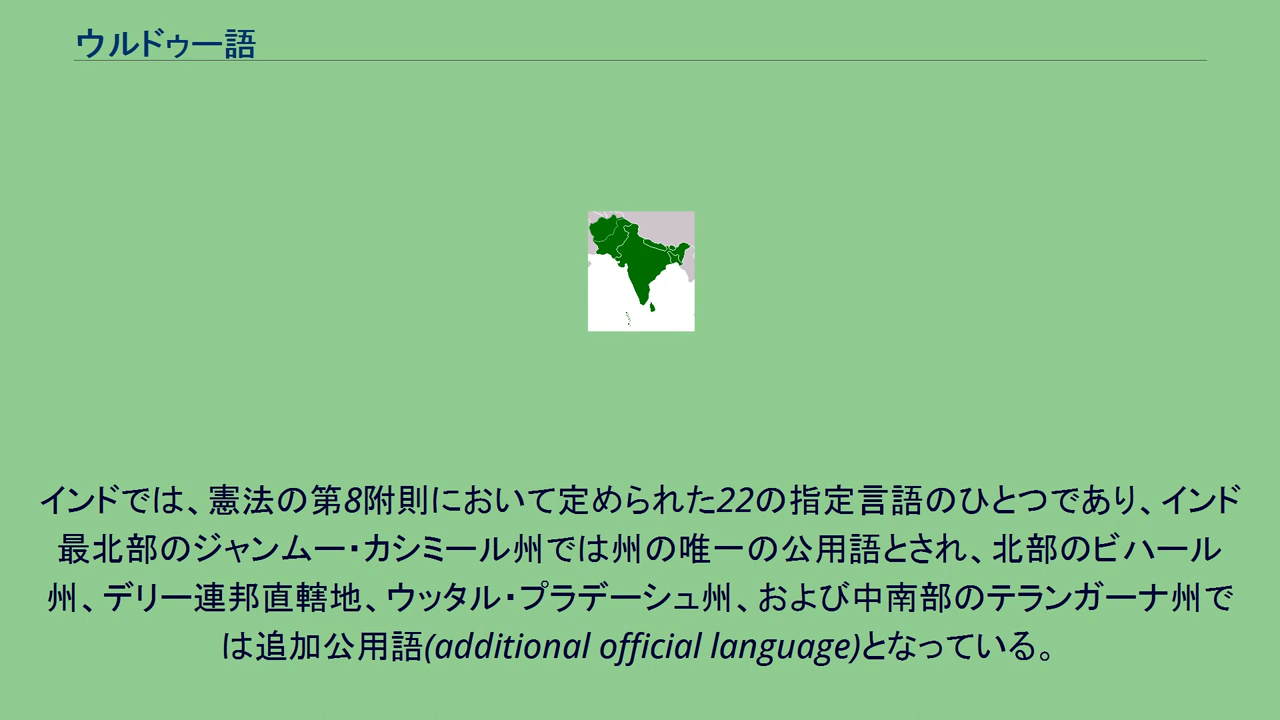 ウルドゥー語
インドでは、憲法の第8附則において定められた22の指定言語のひとつであり、インド
最北部のジャンムー・カシミール州では州の唯一の公用語とされ、北部のビハール
州、デリー連邦直轄地、ウッタル・プラデーシュ州、および中南部のテランガーナ州で
は追加公用語(additional official language)となっている。